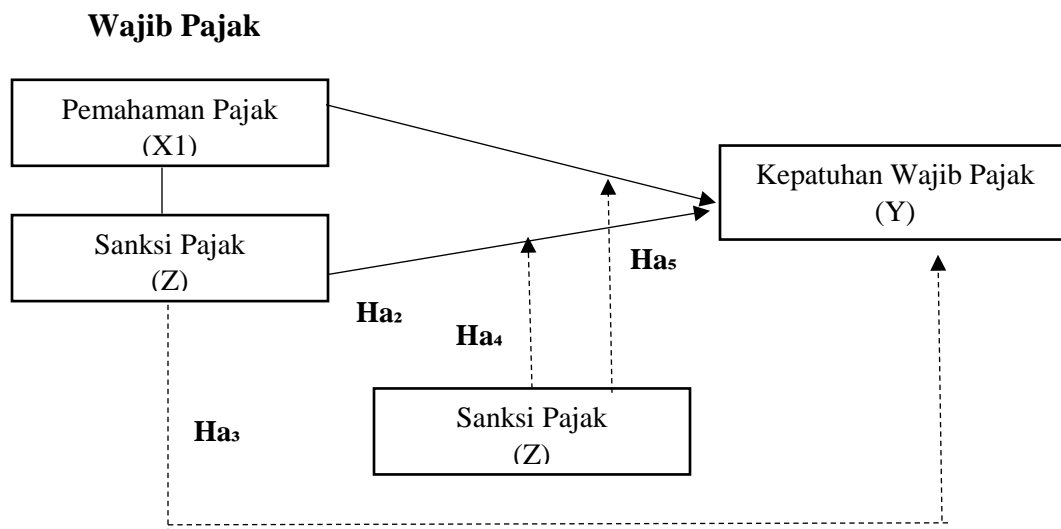 Wajib Pajak
Pemahaman Pajak
(X1)
Kepatuhan Wajib Pajak
(Y)
Sanksi Pajak
(Z)
Ha₅
Ha₂
Ha₄
Sanksi Pajak
(Z)
Ha₃